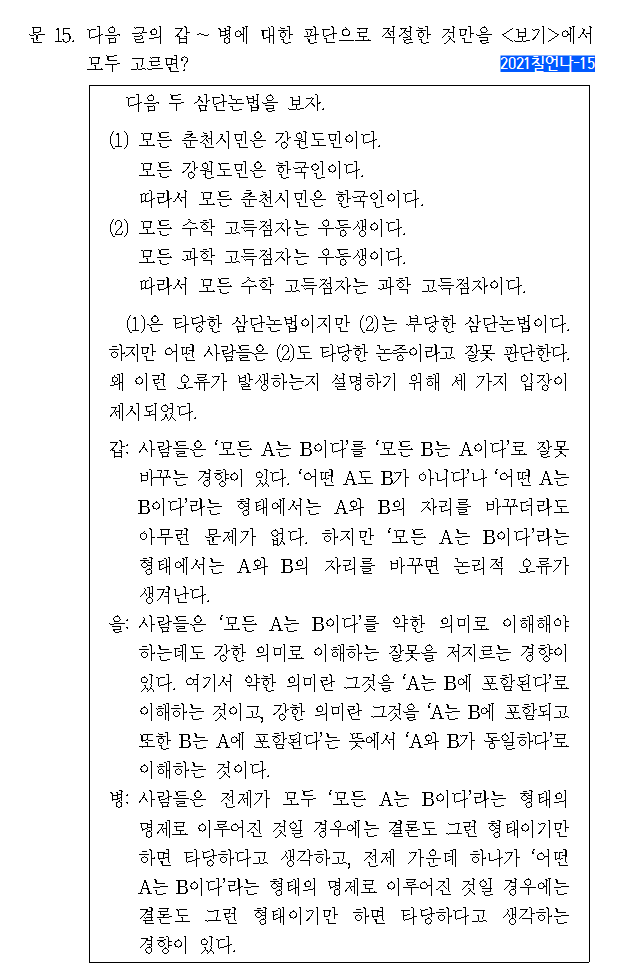 문 15. 다음 글의 갑 ~ 병에 대한 판단으로 적절한 것만을 <보기>에서
모두 고르면?
2021칠언나-15
다음 두 삼단논법을 보자.
(1) 모든 춘천시민은 강원도민이다.
모든 강원도민은 한국인이다.
따라서 모든 춘천시민은 한국인이다.
(2) 모든 수학 고득점자는 우등생이다.
모든 과학 고득점자는 우등생이다.
따라서 모든 수학 고득점자는 과학 고득점자이다.
(1)은 타당한 삼단논법이지만 (2)는 부당한 삼단논법이다.
하지만 어떤 사람들은 (2)도 타당한 논증이라고 잘못 판단한다.
왜 이런 오류가 발생하는지 설명하기 위해 세 가지 입장이
제시되었다.
갑: 사람들은 ‘모든 A는 B이다’를 ‘모든 B는 A이다’로 잘못
바꾸는 경향이 있다. ‘어떤 A도 B가 아니다’나 ‘어떤 A는
B이다’라는 형태에서는 A와 B의 자리를 바꾸더라도
아무런 문제가 없다. 하지만 ‘모든 A는 B이다’라는
형태에서는 A와 B의 자리를 바꾸면 논리적 오류가
생겨난다.
을: 사람들은 ‘모든 A는 B이다’를 약한 의미로 이해해야
하는데도 강한 의미로 이해하는 잘못을 저지르는 경향이
있다. 여기서 약한 의미란 그것을 ‘A는 B에 포함된다’로
이해하는 것이고, 강한 의미란 그것을 ‘A는 B에 포함되고
또한 B는 A에 포함된다’는 뜻에서 ‘A와 B가 동일하다’로
이해하는 것이다.
병: 사람들은 전제가 모두 ‘모든 A는 B이다’라는 형태의
명제로 이루어진 것일 경우에는 결론도 그런 형태이기만
하면 타당하다고 생각하고, 전제 가운데 하나가 ‘어떤
A는 B이다’라는 형태의 명제로 이루어진 것일 경우에는
결론도 그런 형태이기만 하면 타당하다고 생각하는
경향이 있다.